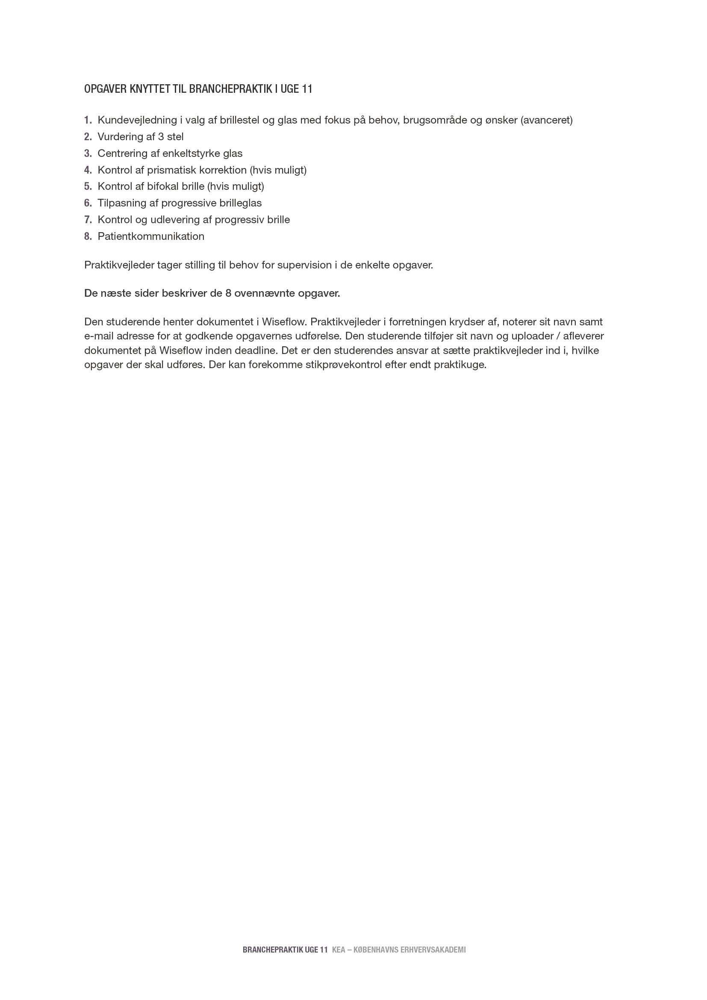 OPGAVER KNYTTET TIL BRANCHEPRAKTIK I UGE 11
1. Kundevejledning i valg af brillestel og glas med fokus på behov, brugsområde og ønsker (avanceret)
2. Vurdering af 3 stel
3. Centrering af enkeltstyrke glas
4. Kontrol af prismatisk korrektion (hvis muligt)
5. Kontrol af bifokal brille (hvis muligt)
6. Tilpasning af progressive brilleglas
7. Kontrol og udlevering af progressiv brille
8. Patientkommunikation
Praktikvejleder tager stilling til behov for supervision i de enkelte opgaver.
De næste sider beskriver de 8 ovennævnte opgaver.
Den studerende henter dokumentet i Wiseflow. Praktikvejleder i forretningen krydser af, noterer sit navn samt
e-mail adresse for at godkende opgavernes udførelse. Den studerende tilføjer sit navn og uploader / afleverer
dokumentet på Wiseflow inden deadline. Det er den studerendes ansvar at sætte praktikvejleder ind i, hvilke
opgaver der skal udføres. Der kan forekomme stikprøvekontrol efter endt praktikuge.
BRANCHEPRAKTIK UGE 11 KEA – KØBENHAVNS ERHVERVSAKADEMI